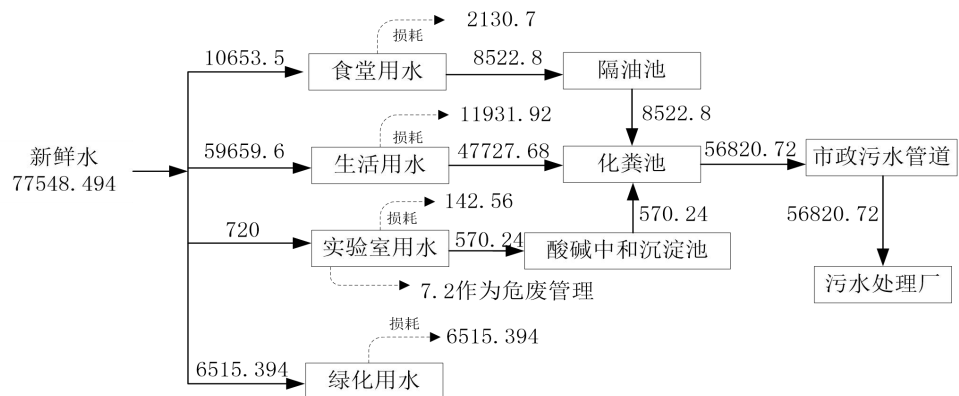 2130.7
损耗
10653.5
食堂用水
8522.8
隔油池
11931.92
损耗
8522.8
新鲜水
77548.494
59659.6
生活用水
47727.68
化粪池
56820.72
市政污水管道
142.56
损耗
720
实验室用水
570.24
酸碱中和沉淀池
570.24
56820.72
7.2作为危废管理
污水处理厂
损耗
6515.394
6515.394
绿化用水